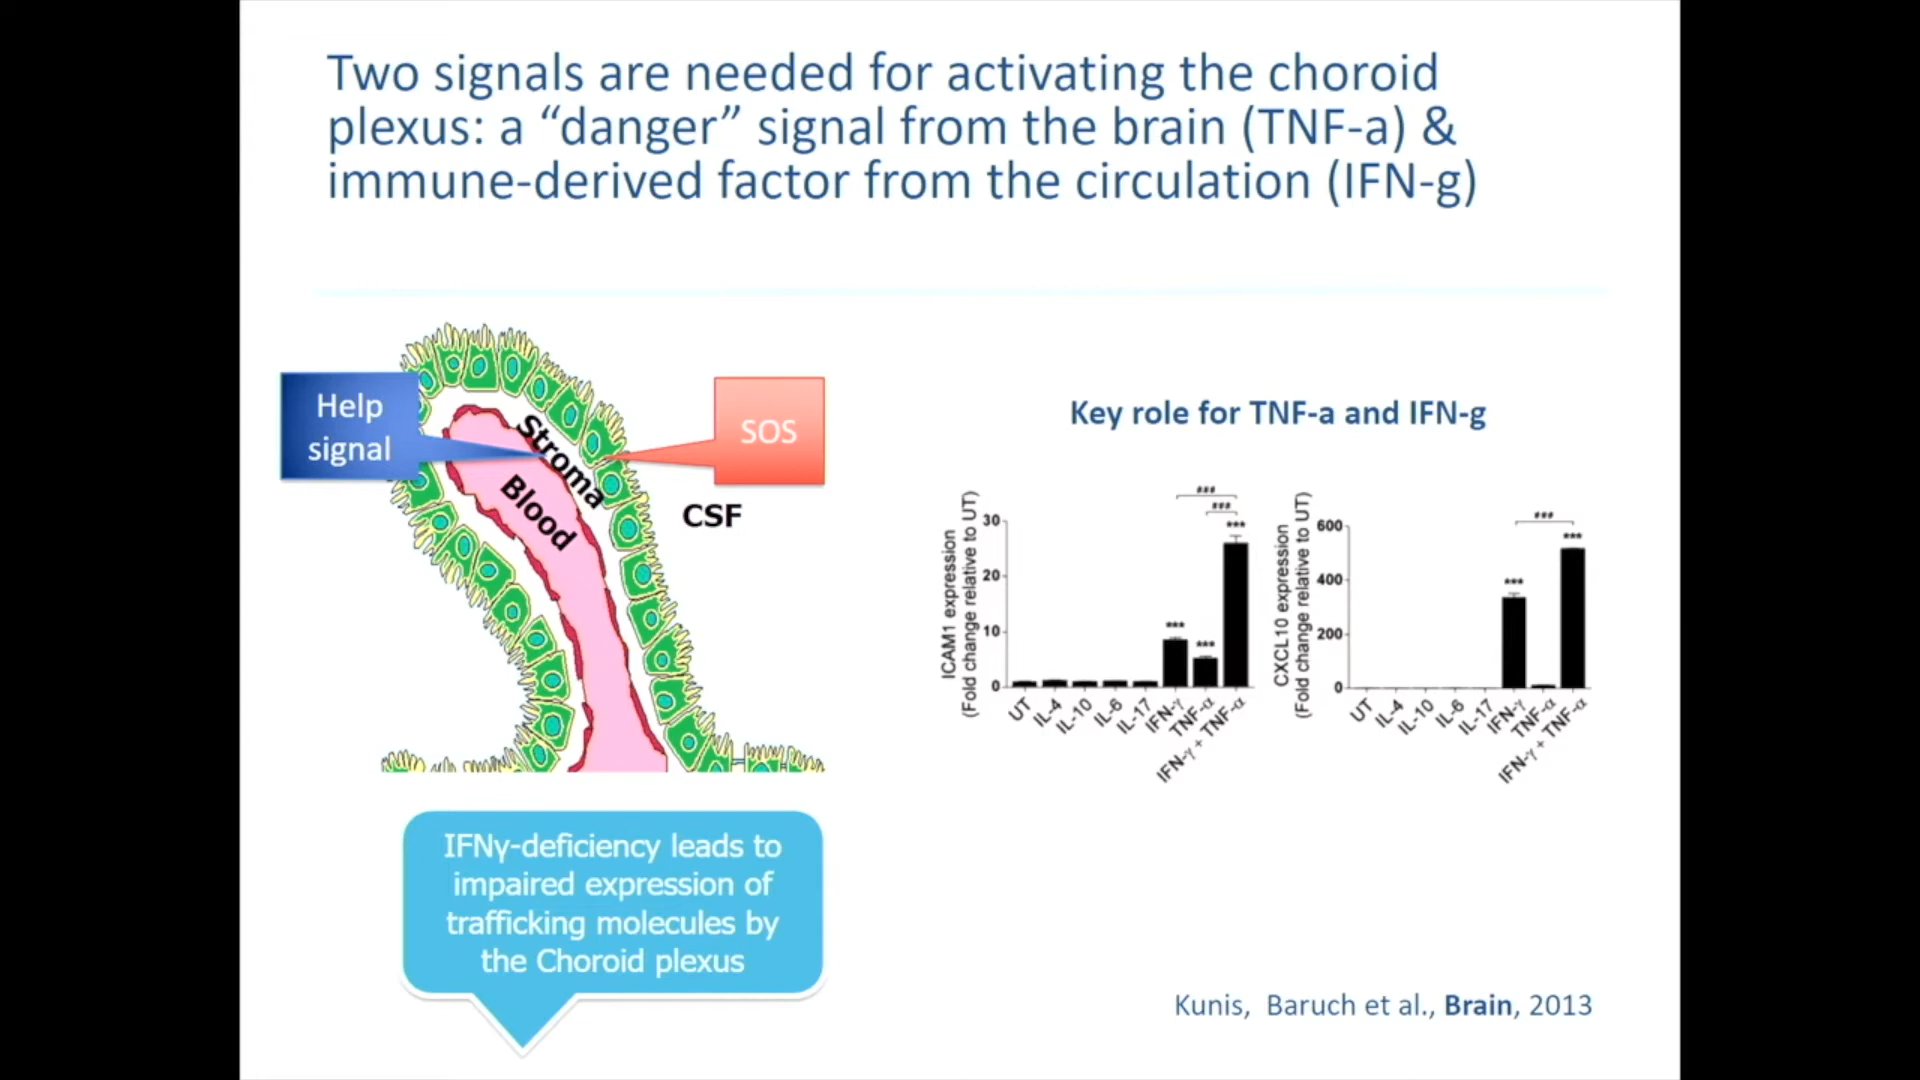 Two signals are needed for activating the choroid
plexus: a “danger” signal from the brain (TNF-a) &
immune-derived factor from the circulation (IFN-g)
Help
signal
SOS
Stroma
Blood
CSF
IFNγ-deficiency leads to
impaired expression of
trafficking molecules by
the Choroid plexus
Key role for TNF-a and IFN-g
ICAM1 expression
(Fold change relative to UT)
30
20
10
0
###
###
***
***
***
UT
IL-4
IL-10
IL-6
IL-17
IFN-γ
TNF-α
IFN-γ + TNF-α
CXCL10 expression
(Fold change relative to UT)
600
400
200
0
###
***
***
UT
IL-4
IL-10
IL-6
IL-17
IFN-γ
TNF-α
IFN-γ + TNF-α
Kunis, Baruch et al., Brain, 2013